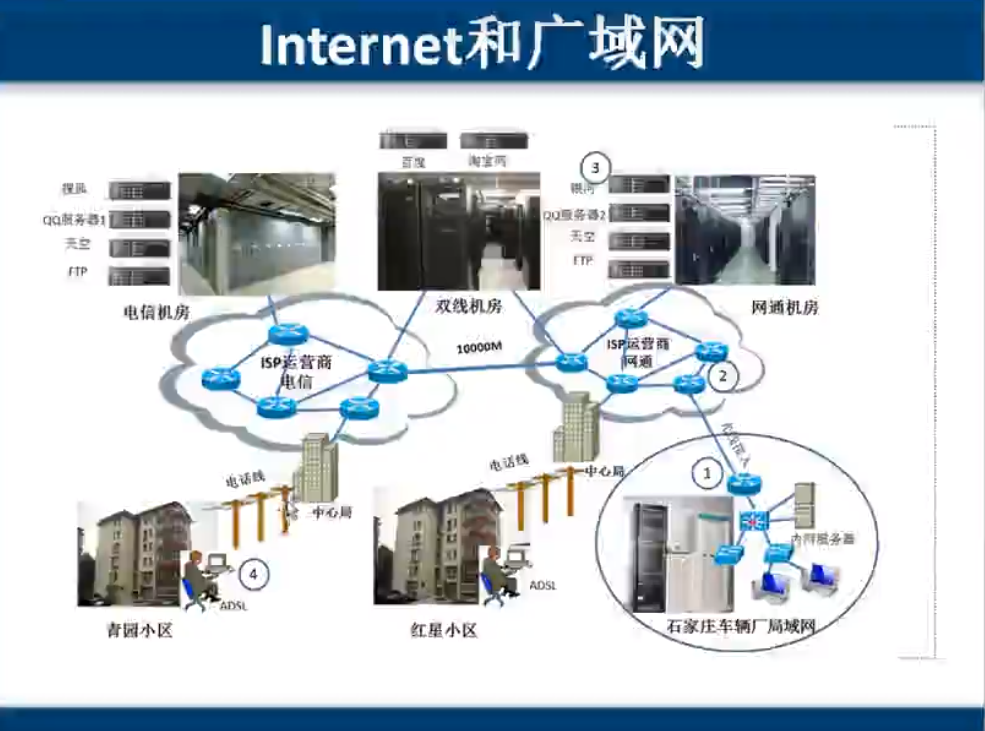 Internet和广域网
百度
淘宝网
③
搜狐
QQ服务器1
天空
FTP
银河
QQ服务器2
天空
FTP
电信机房
双线机房
网通机房
ISP运营商
电信
10000M
ISP运营商
网通
②
光线接入
①
电话线
中心局
电话线
中心局
内网服务器
④
ADSL
ADSL
青园小区
红星小区
石家庄车辆厂局域网